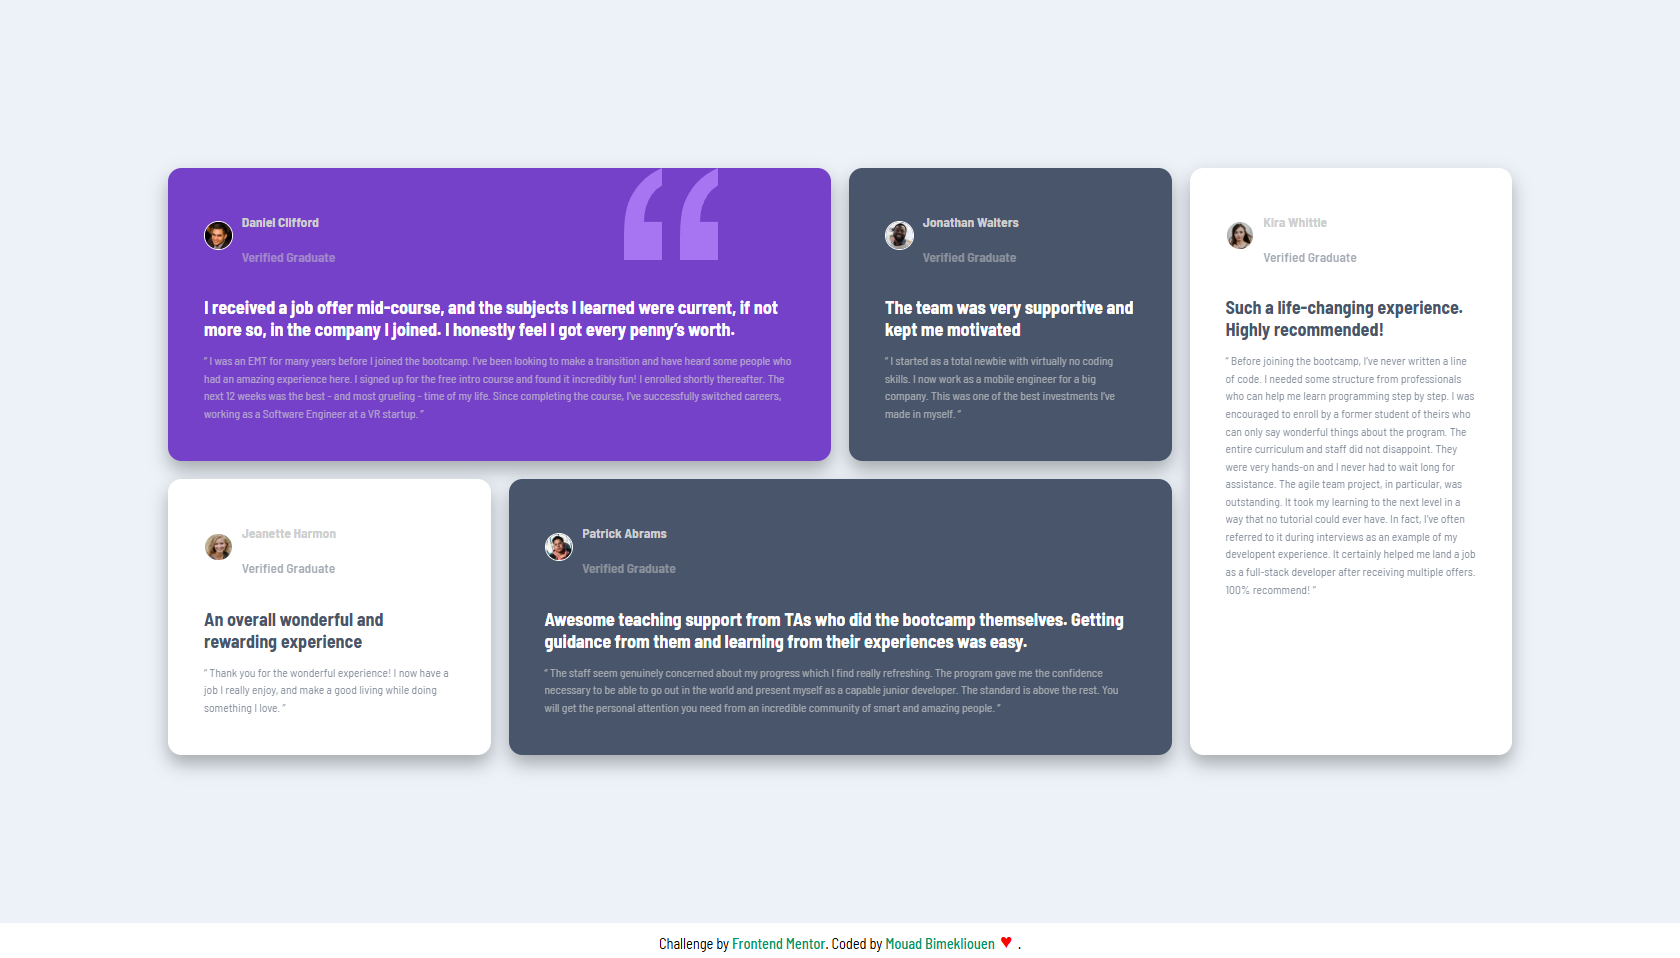 Daniel Clifford
Verified Graduate
I received a job offer mid-course, and the subjects I learned were current, if not
more so, in the company I joined. I honestly feel I got every penny’s worth.
“ I was an EMT for many years before I joined the bootcamp. I’ve been looking to make a transition and have heard some people who
had an amazing experience here. I signed up for the free intro course and found it incredibly fun! I enrolled shortly thereafter. The
next 12 weeks was the best - and most grueling - time of my life. Since completing the course, I’ve successfully switched careers,
working as a Software Engineer at a VR startup. ”
Jonathan Walters
Verified Graduate
The team was very supportive and
kept me motivated
“ I started as a total newbie with virtually no coding
skills. I now work as a mobile engineer for a big
company. This was one of the best investments I’ve
made in myself. ”
Kira Whittle
Verified Graduate
Such a life-changing experience.
Highly recommended!
“ Before joining the bootcamp, I’ve never written a line
of code. I needed some structure from professionals
who can help me learn programming step by step. I was
encouraged to enroll by a former student of theirs who
can only say wonderful things about the program. The
entire curriculum and staff did not disappoint. They
were very hands-on and I never had to wait long for
assistance. The agile team project, in particular, was
outstanding. It took my learning to the next level in a
way that no tutorial could ever have. In fact, I’ve often
referred to it during interviews as an example of my
developent experience. It certainly helped me land a job
as a full-stack developer after receiving multiple offers.
100% recommend! ”
Jeanette Harmon
Verified Graduate
An overall wonderful and
rewarding experience
“ Thank you for the wonderful experience! I now have a
job I really enjoy, and make a good living while doing
something I love. ”
Patrick Abrams
Verified Graduate
Awesome teaching support from TAs who did the bootcamp themselves. Getting
guidance from them and learning from their experiences was easy.
“ The staff seem genuinely concerned about my progress which I find really refreshing. The program gave me the confidence
necessary to be able to go out in the world and present myself as a capable junior developer. The standard is above the rest. You
will get the personal attention you need from an incredible community of smart and amazing people. ”
Challenge by Frontend Mentor. Coded by Mouad Bimekliouen ♥ .